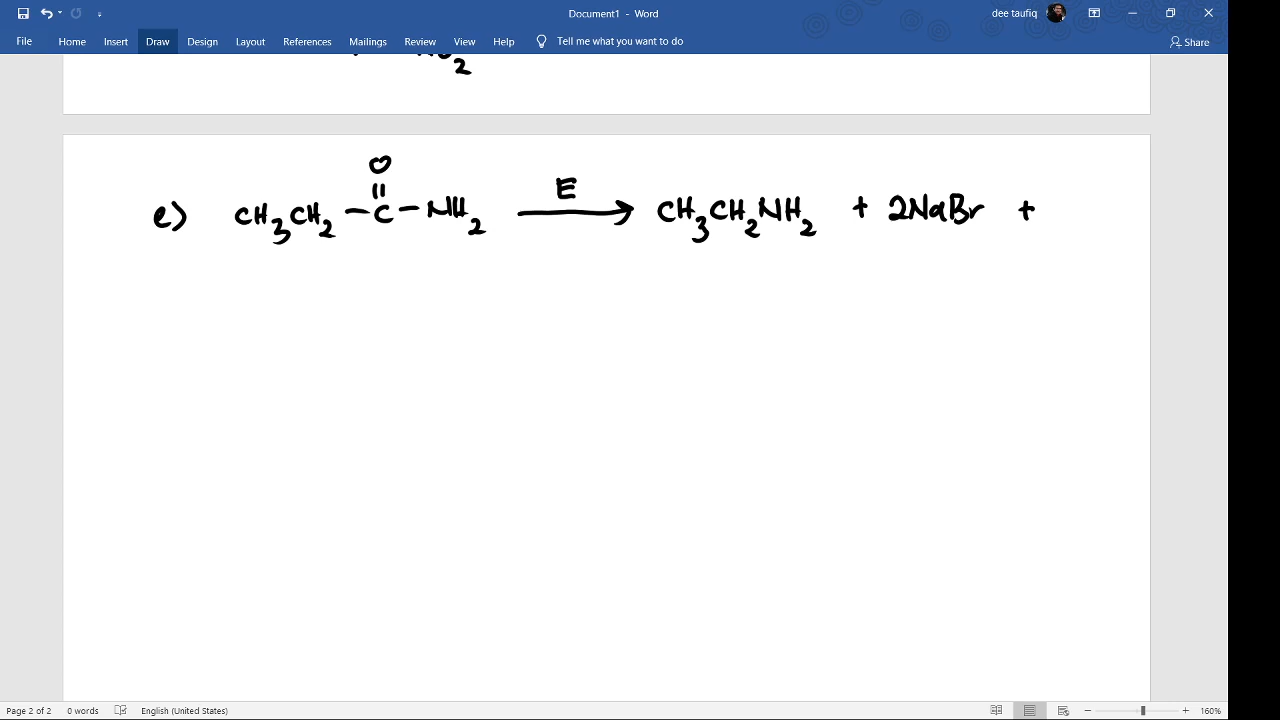 Document1 - Word
dee taufiq
File Home Insert Draw Design Layout References Mailings Review View Help Tell me what you want to do Share
2
O
||
e) CH3CH2 – C – NH2 E → CH3CH2NH2 + 2NaBr +
Page 2 of 2 0 words English (United States) 160%